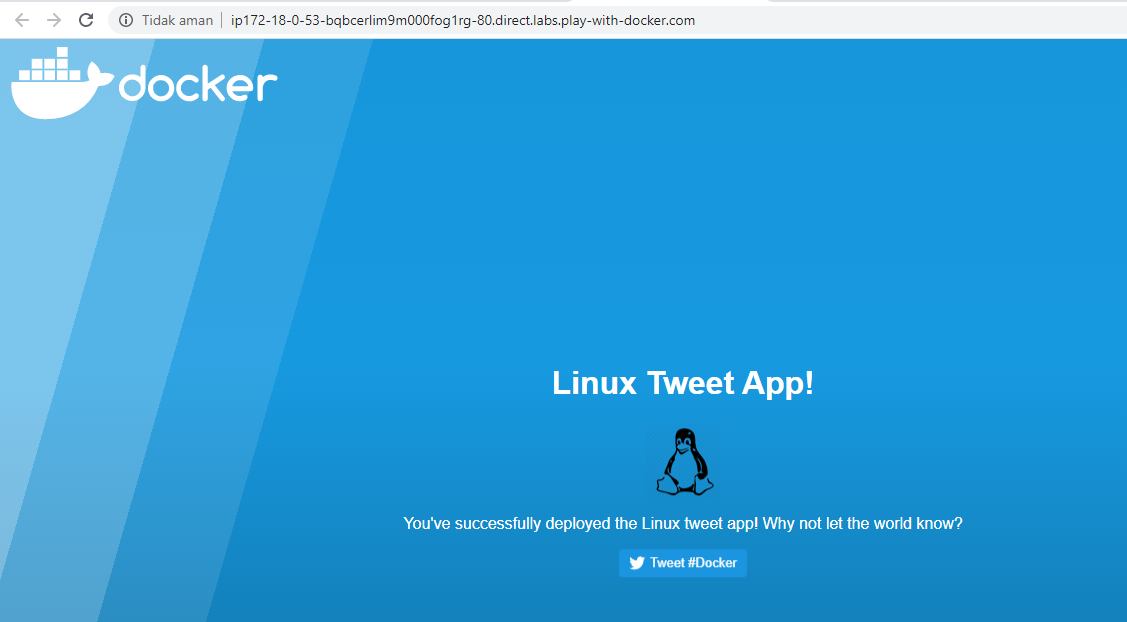 Tidak aman ip172-18-0-53-bqbcerlim9m000fog1rg-80.direct.labs.play-with-docker.com
docker
Linux Tweet App!
You've successfully deployed the Linux tweet app! Why not let the world know?
Tweet #Docker